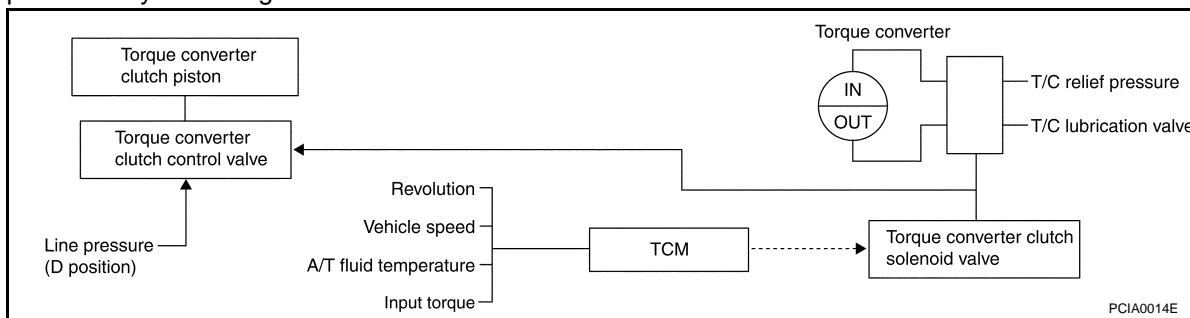 Torque converter
clutch piston
Torque converter
clutch control valve
Line pressure
(D position)
Revolution
Vehicle speed
A/T fluid temperature
Input torque
TCM
Torque converter
IN
OUT
T/C relief pressure
T/C lubrication valve
Torque converter clutch
solenoid valve
PCIA0014E